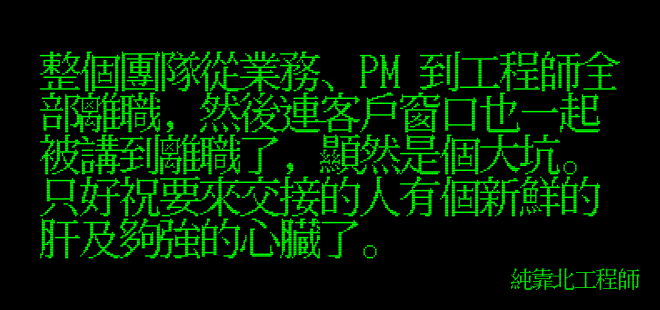 整個團隊從業務、PM 到工程師全
部離職，然後連客戶窗口也一起
被講到離職了，顯然是個大坑。
只好祝要來交接的人有個新鮮的
肝及夠強的心臟了。
純靠北工程師